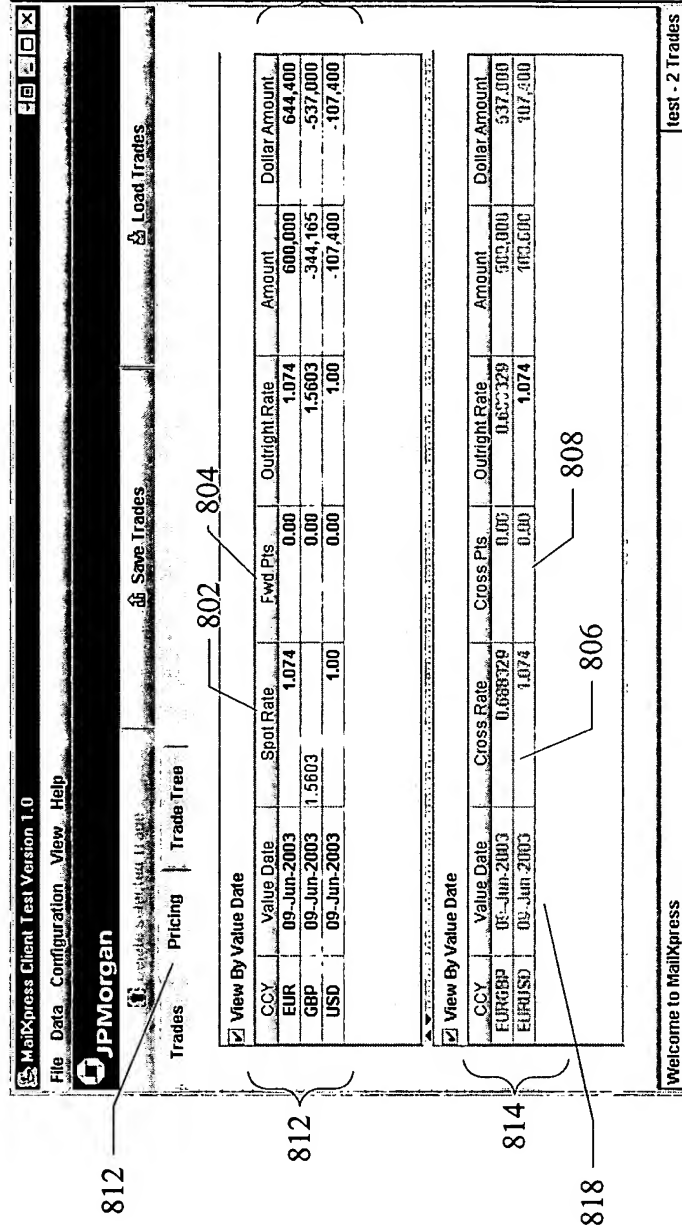 MailXpress Client Test Version 1.0
File Data Configuration View Help
JPMorgan
Save Trades
Load Trades
Trades Pricing Trade Tree
812
802
804
View By Value Date
CCY Value Date Spot Rate Fwd Pts Outright Rate Amount Dollar Amount
EUR 09-Jun-2003 1.074 0.00 1.074 600,000 644,400
GBP 09-Jun-2003 1.5603 0.00 1.5603 -344,165 -537,000
USD 09-Jun-2003 1.00 0.00 1.00 -107,400 -107,400
812
View By Value Date
CCY Value Date Cross Rate Cross Pts Outright Rate Amount Dollar Amount
EURGBP 09-Jun-2003 0.00 537,000
EURUSD 09-Jun-2003 1.074 0.00 1.074 107,400
814
818
806
808
Welcome to MailXpress
test - 2 Trades